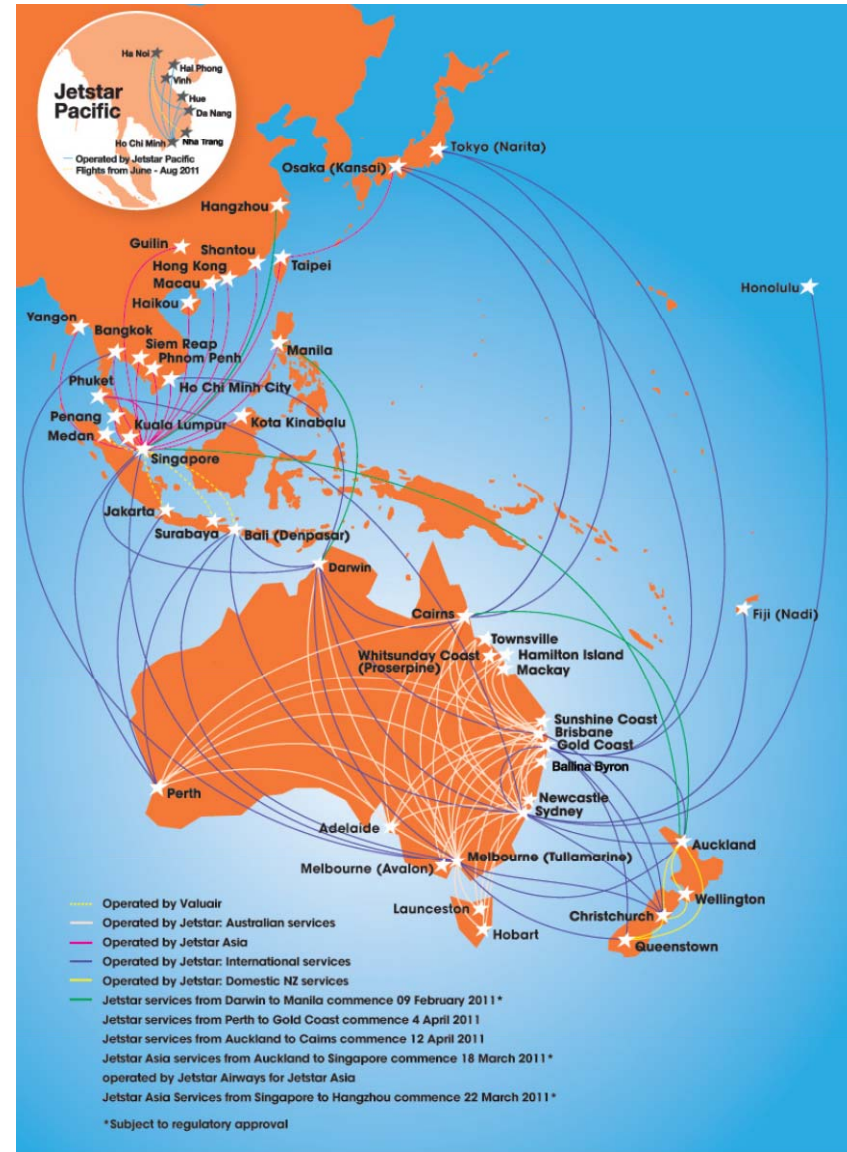 Ha Noi
Hai Phong
Vinh
Jetstar
Pacific
Hue
Da Nang
Ho Chi Minh
Nha Trang
Operated by Jetstar Pacific
Flights from June - Aug 2011
Tokyo (Narita)
Osaka (Kansai)
Hangzhou
Guilin
Shantou
Hong Kong
Taipei
Macau
Honolulu
Haikou
Yangon
Bangkok
Siem Reap
Manila
Phnom Penh
Phuket
Ho Chi Minh City
Penang
Kuala Lumpur
Kota Kinabalu
Medan
Singapore
Jakarta
Surabaya
Bali (Denpasar)
Darwin
Cairns
Fiji (Nadi)
Townsville
Whitsunday Coast
(Proserpine)
Hamilton Island
Mackay
Sunshine Coast
Brisbane
Gold Coast
Ballina Byron
Perth
Newcastle
Sydney
Adelaide
Auckland
Melbourne (Avalon)
Melbourne (Tullamarine)
Wellington
Launceston
Christchurch
Hobart
Queenstown
Operated by Valuair
Operated by Jetstar: Australian services
Operated by Jetstar Asia
Operated by Jetstar: International services
Operated by Jetstar: Domestic NZ services
Jetstar services from Darwin to Manila commence 09 February 2011*
Jetstar services from Perth to Gold Coast commence 4 April 2011
Jetstar services from Auckland to Cairns commence 12 April 2011
Jetstar Asia services from Auckland to Singapore commence 18 March 2011*
operated by Jetstar Airways for Jetstar Asia
Jetstar Asia Services from Singapore to Hangzhou commence 22 March 2011*
*Subject to regulatory approval